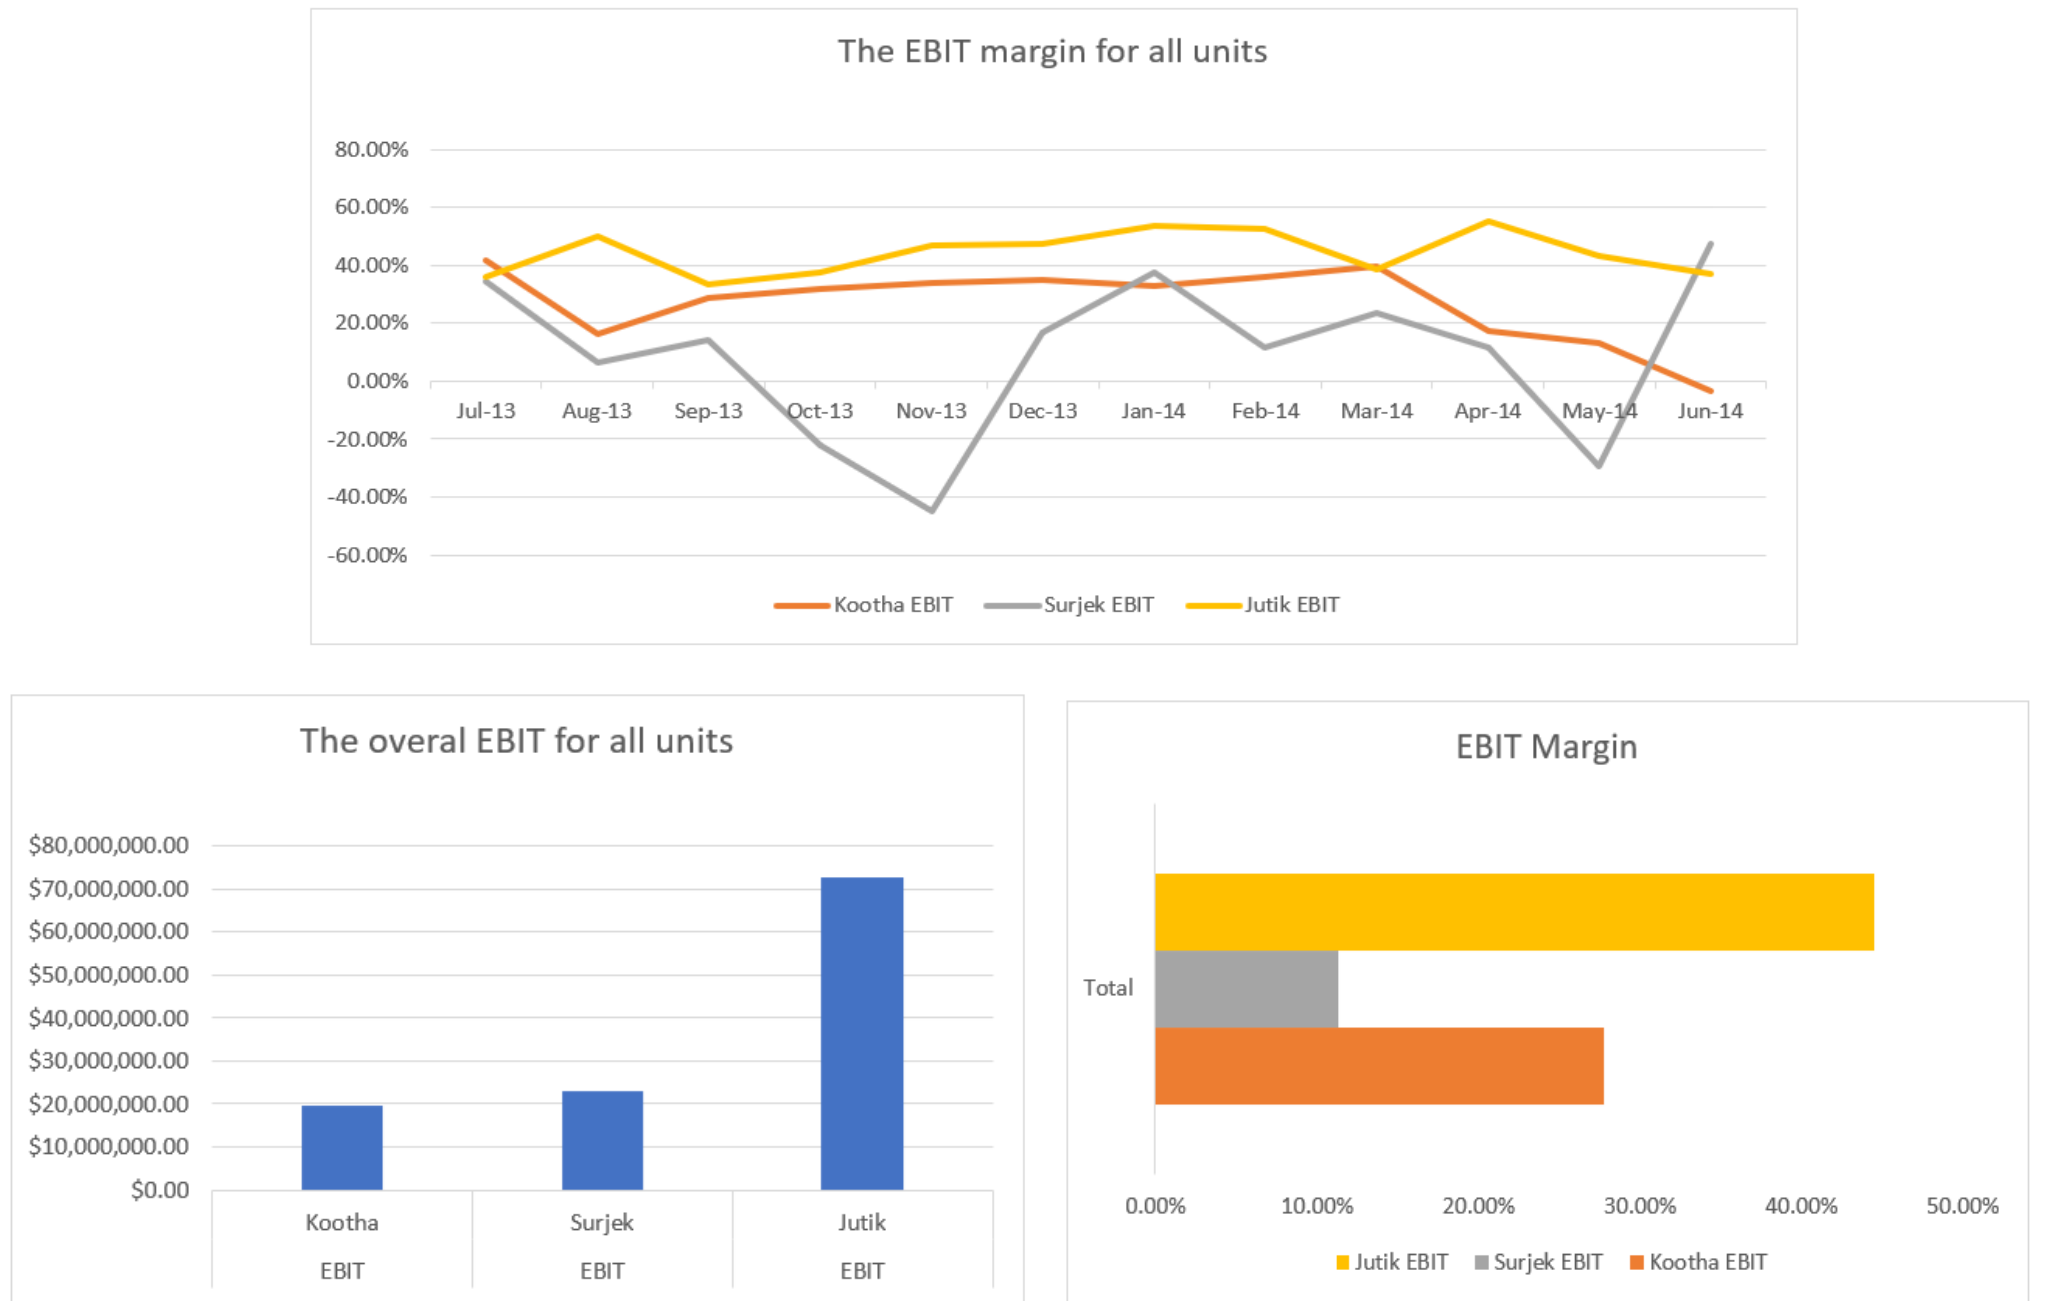 The EBIT margin for all units
80.00%
60.00%
40.00%
20.00%
0.00%
Jul-13 Aug-13 Sep-13 Oct-13 Nov-13 Dec-13 Jan-14 Feb-14 Mar-14 Apr-14 May-14 Jun-14
-20.00%
-40.00%
-60.00%
Kootha EBIT Surjek EBIT Jutik EBIT
The overal EBIT for all units
$80,000,000.00
$70,000,000.00
$60,000,000.00
$50,000,000.00
$40,000,000.00
$30,000,000.00
$20,000,000.00
$10,000,000.00
$0.00
Kootha Surjek Jutik
EBIT EBIT EBIT
EBIT Margin
Total
0.00% 10.00% 20.00% 30.00% 40.00% 50.00%
Jutik EBIT Surjek EBIT Kootha EBIT